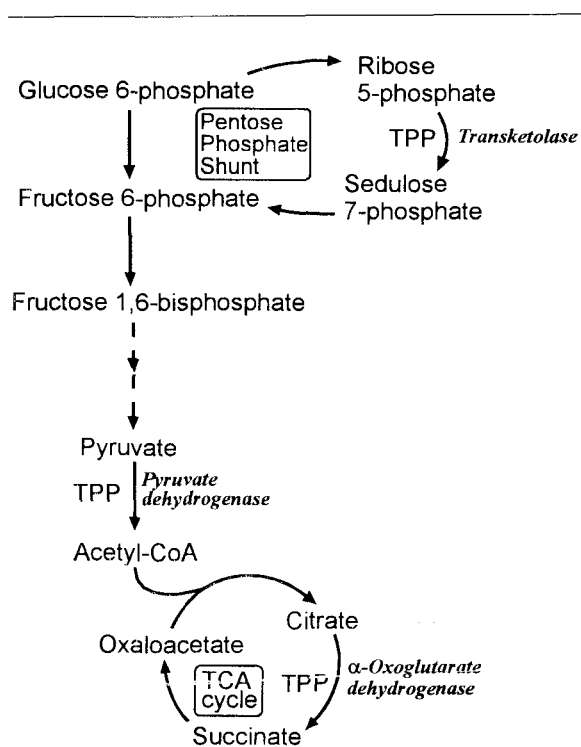 Glucose 6-phosphate
Ribose
5-phosphate
Pentose
Phosphate
Shunt
TPP
Transketolase
Fructose 6-phosphate
Sedulose
7-phosphate
Fructose 1,6-bisphosphate
Pyruvate
TPP
Pyruvate
dehydrogenase
Acetyl-CoA
Citrate
Oxaloacetate
TCA
cycle
TPP
α-Oxoglutarate
dehydrogenase
Succinate